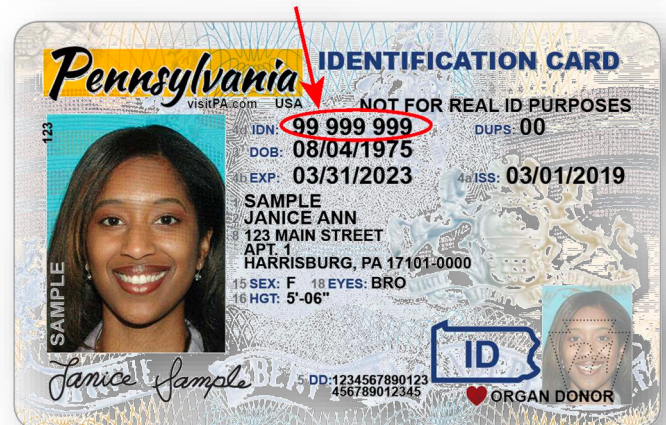 Pennsylvania
visitPA.com USA
IDENTIFICATION CARD
NOT FOR REAL ID PURPOSES
123
4d IDN: 99 999 999 DUPS: 00
3 DOB: 08/04/1975
4b EXP: 03/31/2023 4a ISS: 03/01/2019
1 SAMPLE
2 JANICE ANN
8 123 MAIN STREET
APT. 1
HARRISBURG, PA 17101-0000
15 SEX: F 18 EYES: BRO
16 HGT: 5'-06"
SAMPLE
Janice Sample
ID
5 DD:1234567890123
456789012345
ORGAN DONOR